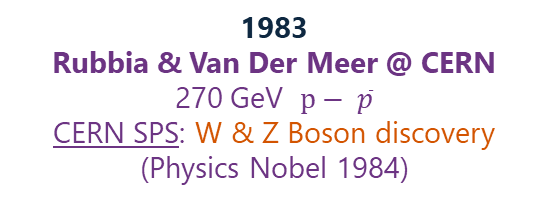 1983
Rubbia & Van Der Meer @ CERN
270 GeV p − p̄
CERN SPS: W & Z Boson discovery
(Physics Nobel 1984)